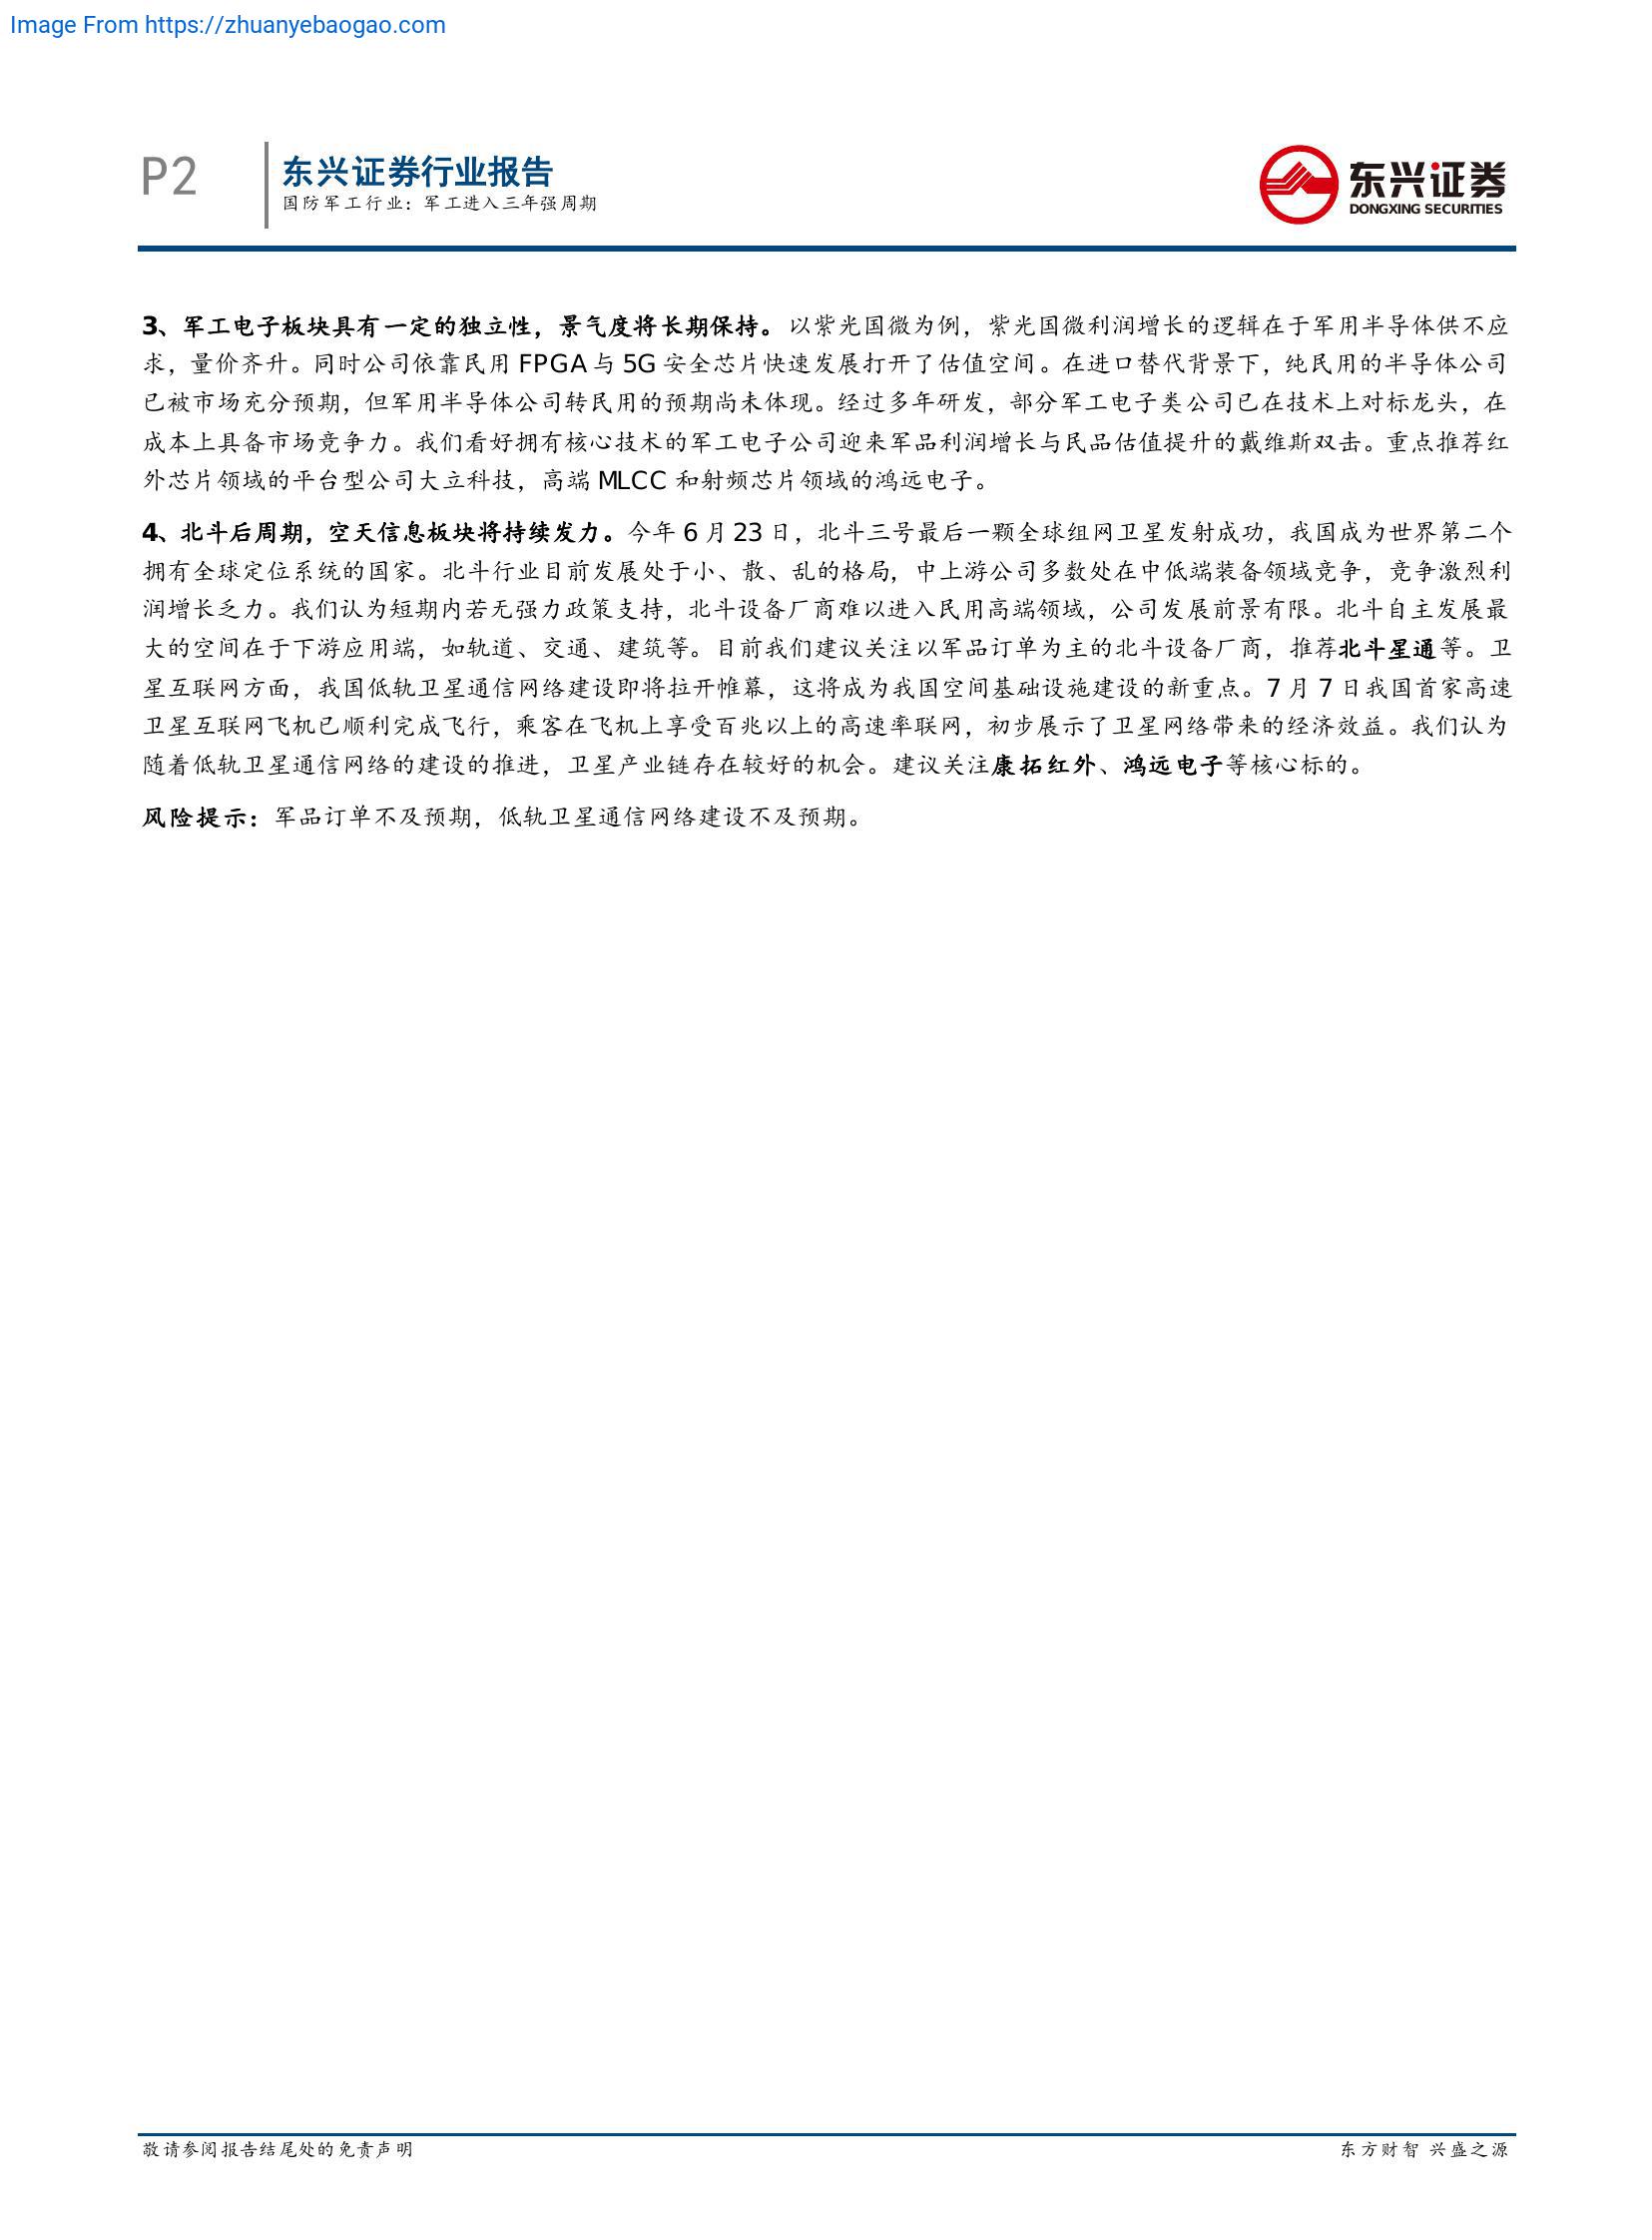 Image From https://zhuanyebaogao.com
P2
东兴证券行业报告
国防军工行业：军工进入三年强周期
东兴证券
DONGXING SECURITIES
3、军工电子板块具有一定的独立性，景气度将长期保持。以紫光国微为例，紫光国微利润增长的逻辑在于军用半导体供不应
求，量价齐升。同时公司依靠民用 FPGA 与 5G 安全芯片快速发展打开了估值空间。在进口替代背景下，纯民用的半导体公司
已被市场充分预期，但军用半导体公司转民用的预期尚未体现。经过多年研发，部分军工电子类公司已在技术上对标龙头，在
成本上具备市场竞争力。我们看好拥有核心技术的军工电子公司迎来军品利润增长与民品估值提升的戴维斯双击。重点推荐红
外芯片领域的平台型公司大立科技，高端 MLCC 和射频芯片领域的鸿远电子。
4、北斗后周期，空天信息板块将持续发力。今年 6 月 23 日，北斗三号最后一颗全球组网卫星发射成功，我国成为世界第二个
拥有全球定位系统的国家。北斗行业目前发展处于小、散、乱的格局，中上游公司多数处在中低端装备领域竞争，竞争激烈利
润增长乏力。我们认为短期内若无强力政策支持，北斗设备厂商难以进入民用高端领域，公司发展前景有限。北斗自主发展最
大的空间在于下游应用端，如轨道、交通、建筑等。目前我们建议关注以军品订单为主的北斗设备厂商，推荐北斗星通等。卫
星互联网方面，我国低轨卫星通信网络建设即将拉开帷幕，这将成为我国空间基础设施建设的新重点。7 月 7 日我国首家高速
卫星互联网飞机已顺利完成飞行，乘客在飞机上享受百兆以上的高速率联网，初步展示了卫星网络带来的经济效益。我们认为
随着低轨卫星通信网络的建设的推进，卫星产业链存在较好的机会。建议关注康拓红外、鸿远电子等核心标的。
风险提示：军品订单不及预期，低轨卫星通信网络建设不及预期。
敬请参阅报告结尾处的免责声明
东方财智 兴盛之源